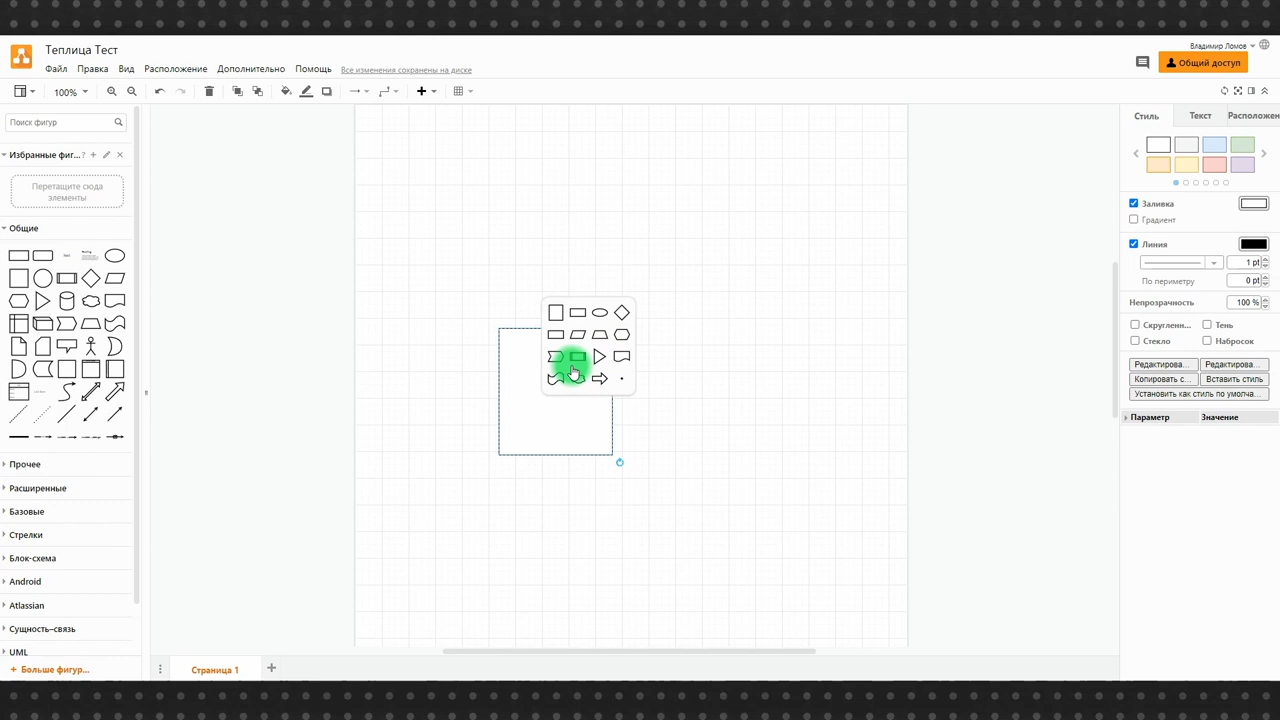 Теплица Тест
Владимир Ломов
Файл Правка Вид Расположение Дополнительно Помощь Все изменения сохранены на диске
Общий доступ
100%
Поиск фигур
Избранные фиг... ?
Перетащите сюда
элементы
Общие
Прочее
Расширенные
Базовые
Стрелки
Блок-схема
Android
Atlassian
Сущность-связь
UML
Больше фигур...
Страница 1
Стиль Текст Расположен
Заливка
Градиент
Линия
1 pt
По периметру 0 pt
Непрозрачность 100 %
Скругленн... Тень
Стекло Набросок
Редактирова... Редактирова...
Копировать с... Вставить стиль
Установить как стиль по умолча...
Параметр Значение